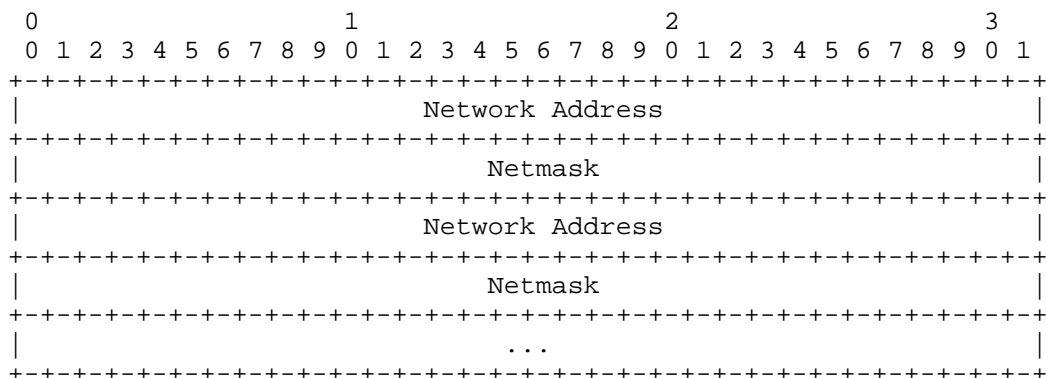 0                   1                   2                   3
0 1 2 3 4 5 6 7 8 9 0 1 2 3 4 5 6 7 8 9 0 1 2 3 4 5 6 7 8 9 0 1
+-+-+-+-+-+-+-+-+-+-+-+-+-+-+-+-+-+-+-+-+-+-+-+-+-+-+-+-+-+-+-+-+
|                        Network Address                        |
+-+-+-+-+-+-+-+-+-+-+-+-+-+-+-+-+-+-+-+-+-+-+-+-+-+-+-+-+-+-+-+-+
|                            Netmask                            |
+-+-+-+-+-+-+-+-+-+-+-+-+-+-+-+-+-+-+-+-+-+-+-+-+-+-+-+-+-+-+-+-+
|                        Network Address                        |
+-+-+-+-+-+-+-+-+-+-+-+-+-+-+-+-+-+-+-+-+-+-+-+-+-+-+-+-+-+-+-+-+
|                            Netmask                            |
+-+-+-+-+-+-+-+-+-+-+-+-+-+-+-+-+-+-+-+-+-+-+-+-+-+-+-+-+-+-+-+-+
|                              ...                              |
+-+-+-+-+-+-+-+-+-+-+-+-+-+-+-+-+-+-+-+-+-+-+-+-+-+-+-+-+-+-+-+-+